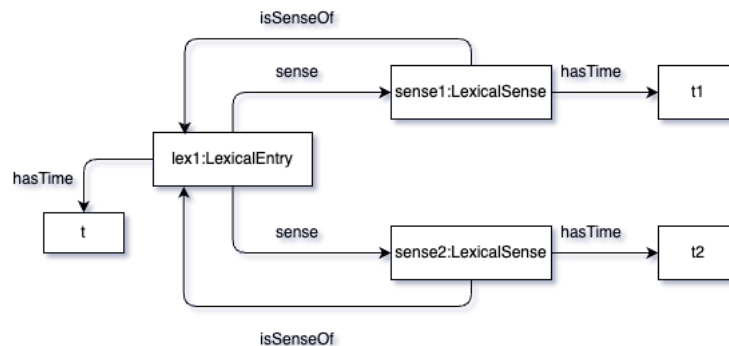 isSenseOf
sense
sense1:LexicalSense
hasTime
t1
lex1:LexicalEntry
hasTime
t
sense
sense2:LexicalSense
hasTime
t2
isSenseOf